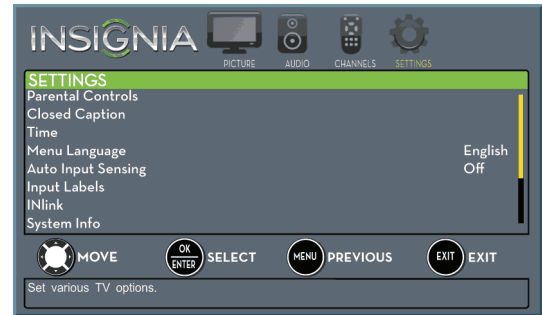 INSIGNIA
PICTURE AUDIO CHANNELS SETTINGS
SETTINGS
Parental Controls
Closed Caption
Time
Menu Language English
Auto Input Sensing Off
Input Labels
INlink
System Info
MOVE OK ENTER SELECT MENU PREVIOUS EXIT EXIT
Set various TV options.